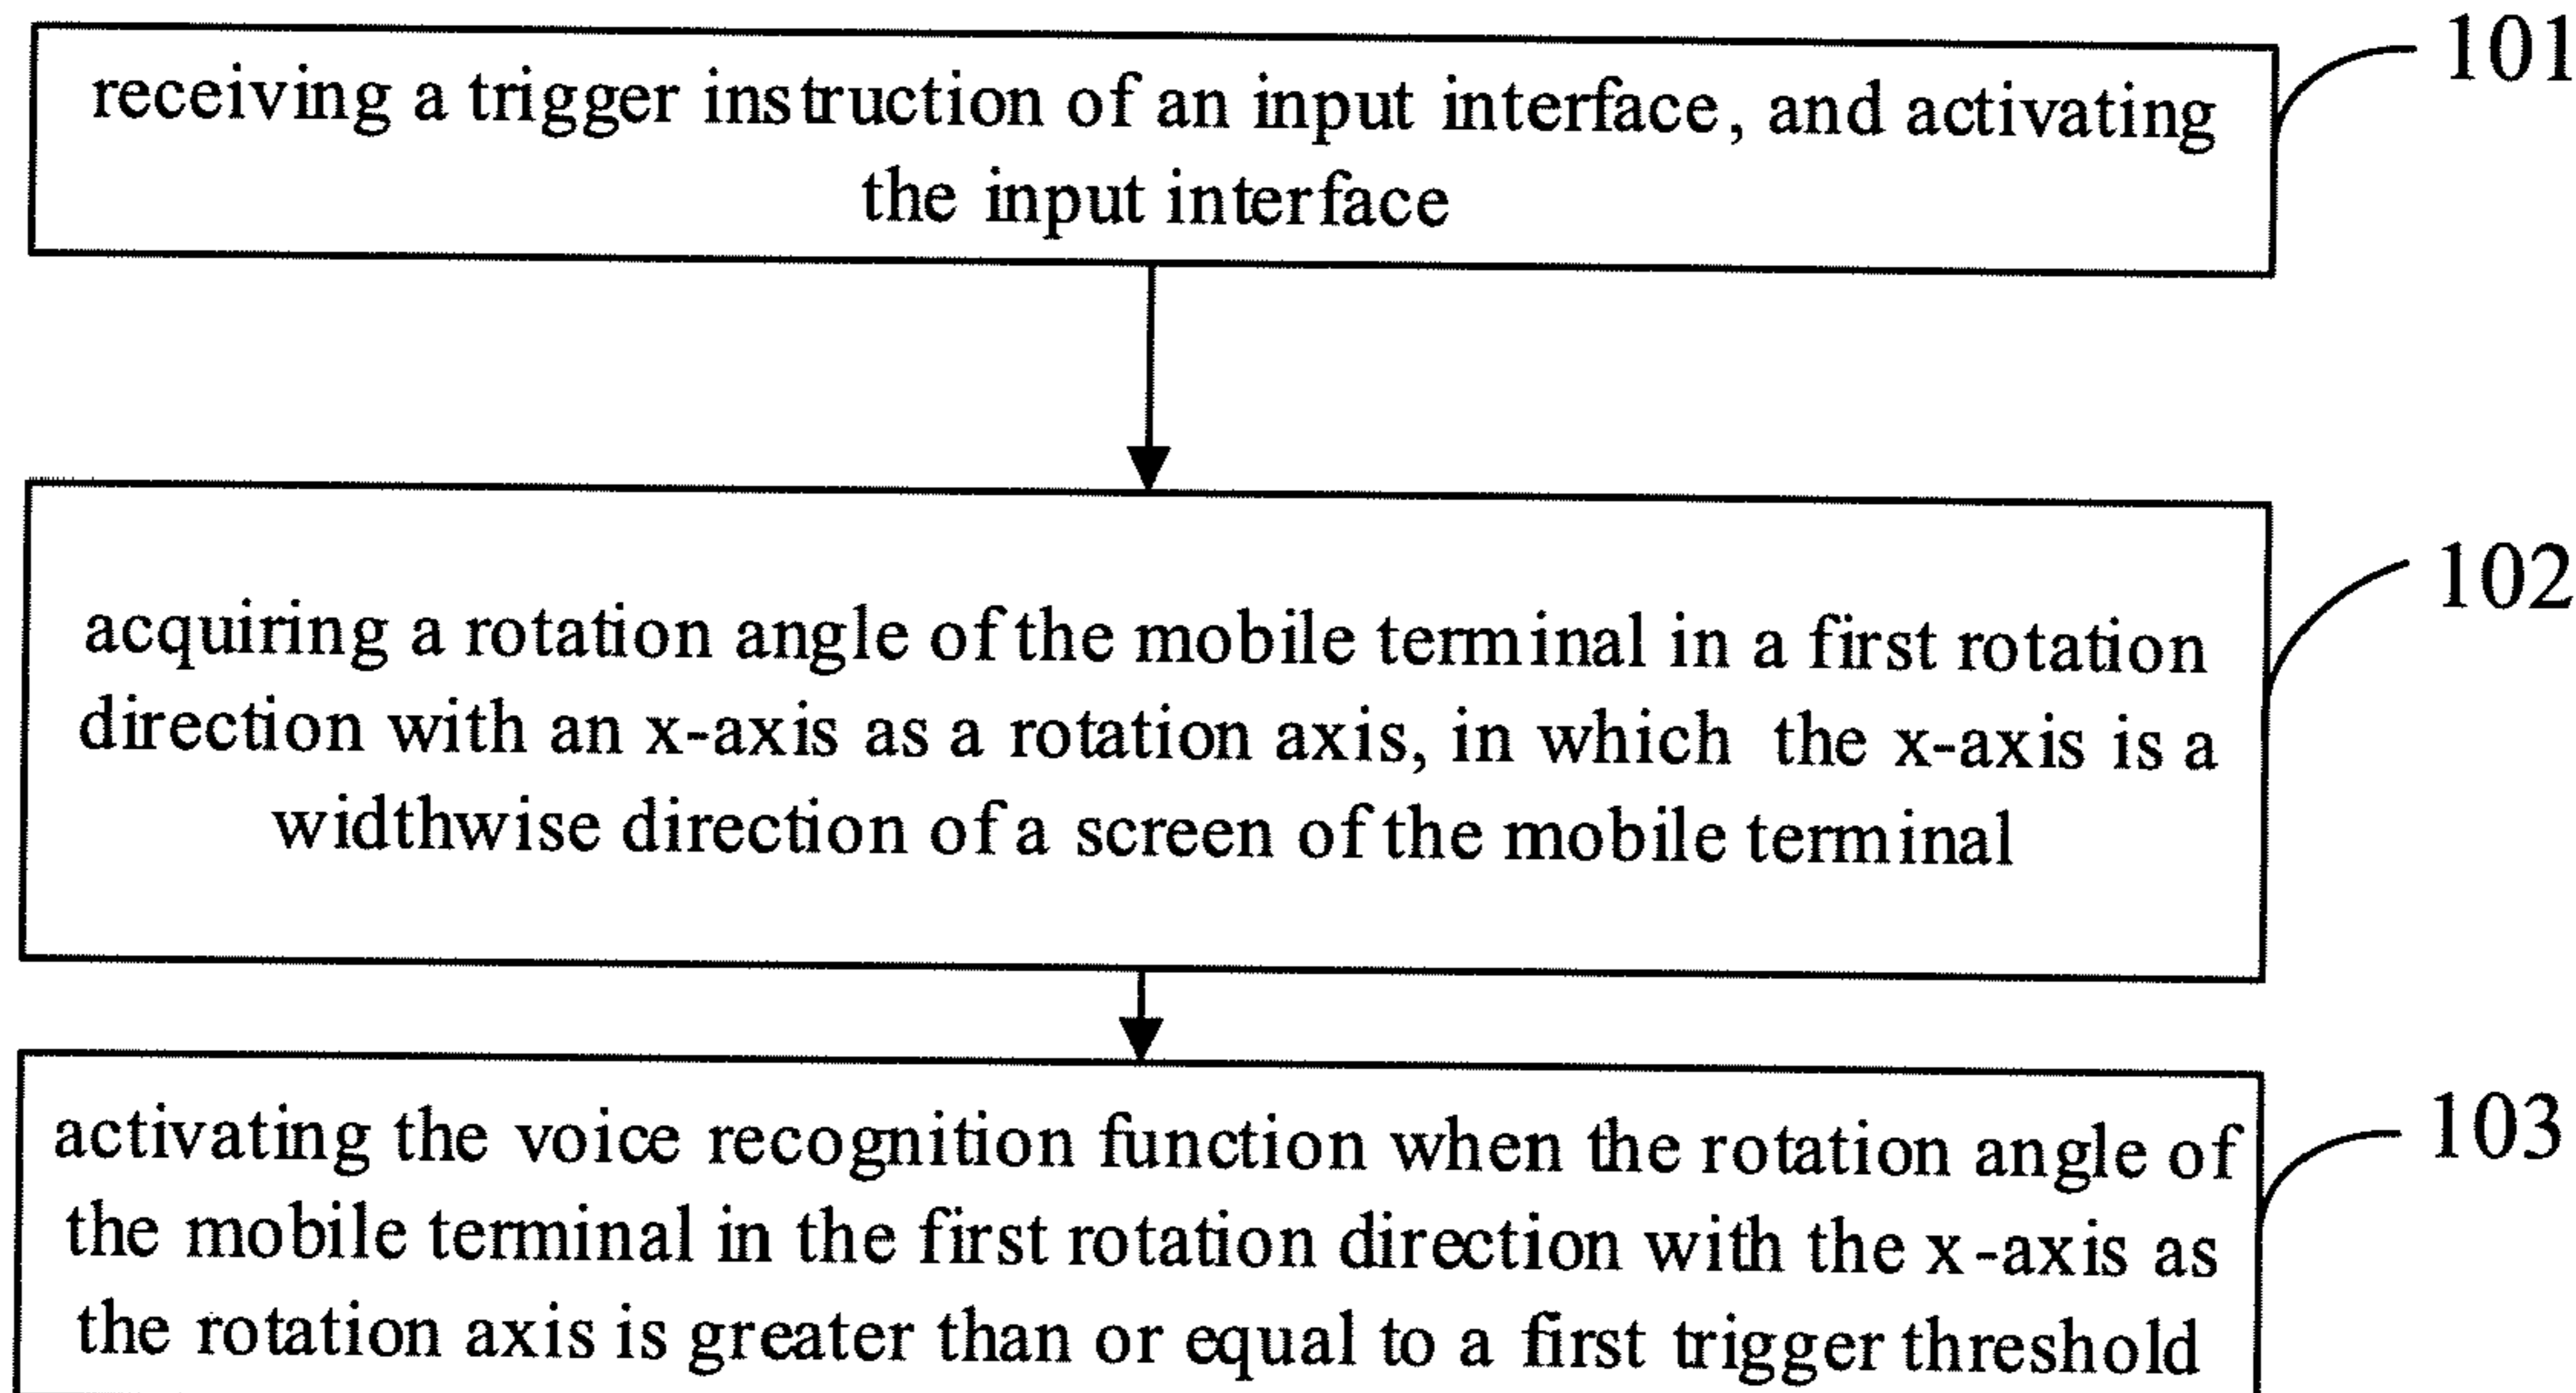 101
receiving a trigger instruction of an input interface, and activating
the input interface
102
acquiring a rotation angle of the mobile terminal in a first rotation
direction with an x-axis as a rotation axis, in which the x-axis is a
widthwise direction of a screen of the mobile terminal
103
activating the voice recognition function when the rotation angle of
the mobile terminal in the first rotation direction with the x-axis as
the rotation axis is greater than or equal to a first trigger threshold